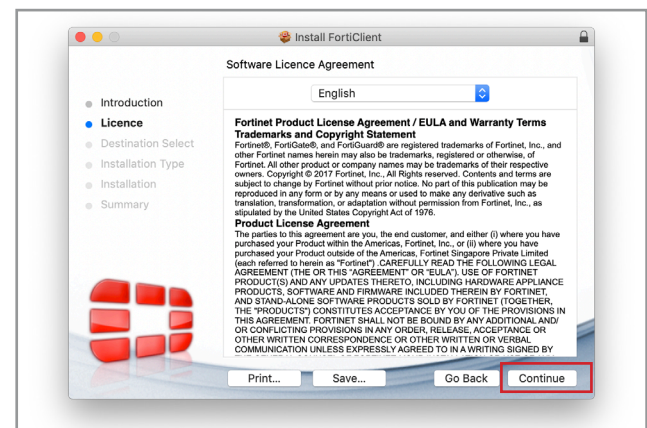 Install FortiClient
Software Licence Agreement
English
Introduction
Licence
Destination Select
Installation Type
Installation
Summary
Fortinet Product License Agreement / EULA and Warranty Terms
Trademarks and Copyright Statement
Fortinet®, FortiGate®, and FortiGuard® are registered trademarks of Fortinet, Inc., and
other Fortinet names herein may also be trademarks, registered or otherwise, of
Fortinet. All other product or company names may be trademarks of their respective
owners. Copyright © 2017 Fortinet, Inc., All Rights reserved. Contents and terms are
subject to change by Fortinet without prior notice. No part of this publication may be
reproduced in any form or by any means or used to make any derivative such as
translation, transformation, or adaptation without permission from Fortinet, Inc., as
stipulated by the United States Copyright Act of 1976.
Product License Agreement
The parties to this agreement are you, the end customer, and either (i) where you have
purchased your Product within the Americas, Fortinet, Inc., or (ii) where you have
purchased your Product outside of the Americas, Fortinet Singapore Private Limited
(each referred to herein as "Fortinet") .CAREFULLY READ THE FOLLOWING LEGAL
AGREEMENT (THE OR THIS "AGREEMENT" OR "EULA"). USE OF FORTINET
PRODUCT(S) AND ANY UPDATES THERETO, INCLUDING HARDWARE APPLIANCE
PRODUCTS, SOFTWARE AND FIRMWARE INCLUDED THEREIN BY FORTINET,
AND STAND-ALONE SOFTWARE PRODUCTS SOLD BY FORTINET (TOGETHER,
THE "PRODUCTS") CONSTITUTES ACCEPTANCE BY YOU OF THE PROVISIONS IN
THIS AGREEMENT. FORTINET SHALL NOT BE BOUND BY ANY ADDITIONAL AND/
OR CONFLICTING PROVISIONS IN ANY ORDER, RELEASE, ACCEPTANCE OR
OTHER WRITTEN CORRESPONDENCE OR OTHER WRITTEN OR VERBAL
COMMUNICATION UNLESS EXPRESSLY AGREED TO IN A WRITING SIGNED BY
Print...
Save...
Go Back
Continue